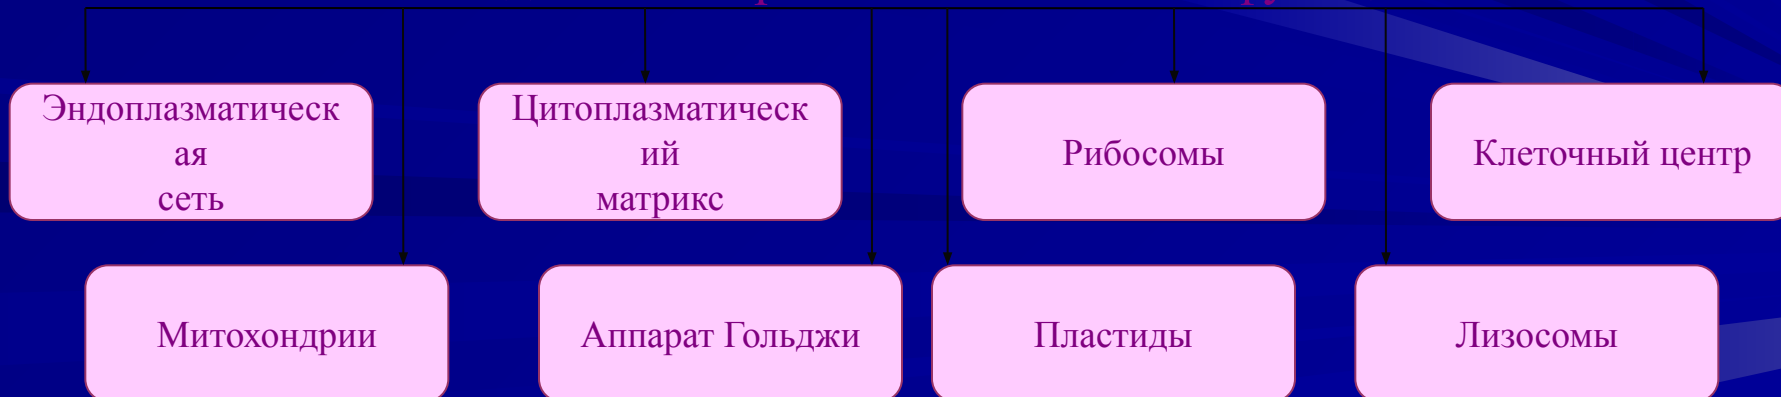 Эндоплазматическ
ая
сеть
Цитоплазматическ
ий
матрикс
Рибосомы
Клеточный центр
Митохондрии
Аппарат Гольджи
Пластиды
Лизосомы